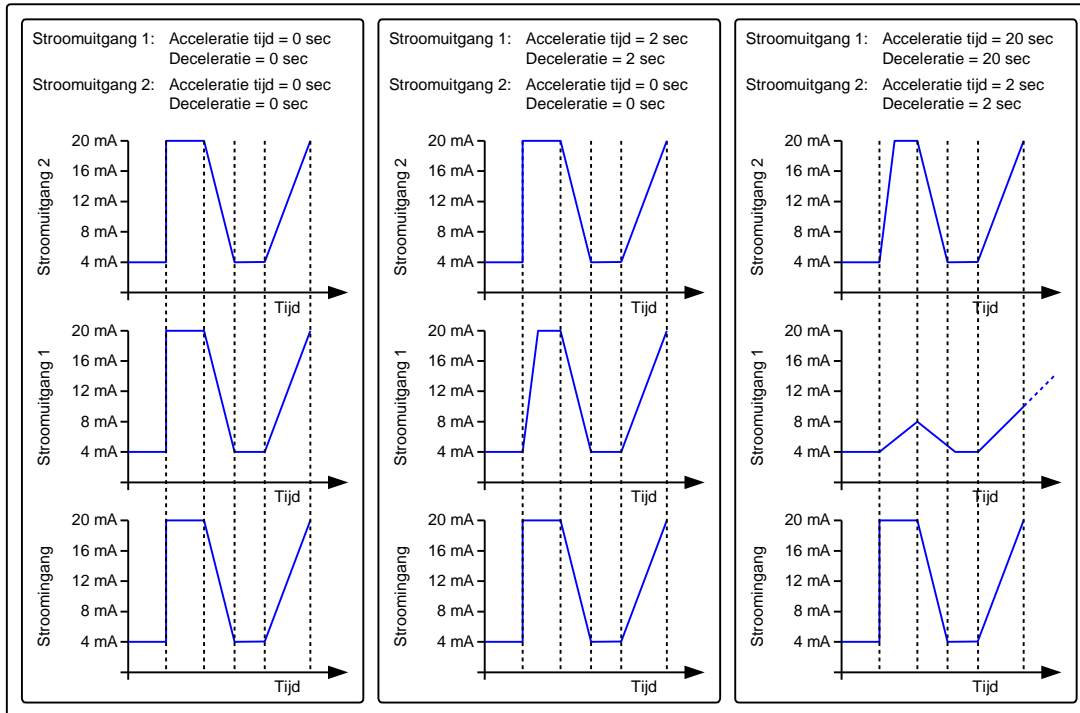 Stroomuitgang 1: Acceleratie tijd = 0 sec
Deceleratie = 0 sec
Stroomuitgang 2: Acceleratie tijd = 0 sec
Deceleratie = 0 sec
Stroomuitgang 2
20 mA
16 mA
12 mA
8 mA
4 mA
Tijd
Stroomuitgang 1
20 mA
16 mA
12 mA
8 mA
4 mA
Tijd
Stroomingang
20 mA
16 mA
12 mA
8 mA
4 mA
Tijd
Stroomuitgang 1: Acceleratie tijd = 2 sec
Deceleratie = 2 sec
Stroomuitgang 2: Acceleratie tijd = 0 sec
Deceleratie = 0 sec
Stroomuitgang 2
20 mA
16 mA
12 mA
8 mA
4 mA
Tijd
Stroomuitgang 1
20 mA
16 mA
12 mA
8 mA
4 mA
Tijd
Stroomingang
20 mA
16 mA
12 mA
8 mA
4 mA
Tijd
Stroomuitgang 1: Acceleratie tijd = 20 sec
Deceleratie = 20 sec
Stroomuitgang 2: Acceleratie tijd = 2 sec
Deceleratie = 2 sec
Stroomuitgang 2
20 mA
16 mA
12 mA
8 mA
4 mA
Tijd
Stroomuitgang 1
20 mA
16 mA
12 mA
8 mA
4 mA
Tijd
Stroomingang
20 mA
16 mA
12 mA
8 mA
4 mA
Tijd